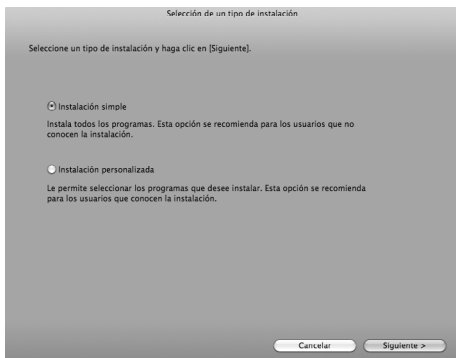 Selección de un tipo de instalación
Seleccione un tipo de instalación y haga clic en [Siguiente].
Instalación simple
Instala todos los programas. Esta opción se recomienda para los usuarios que no
conocen la instalación.
Instalación personalizada
Le permite seleccionar los programas que desee instalar. Esta opción se recomienda
para los usuarios que conocen la instalación.
Cancelar
Siguiente >